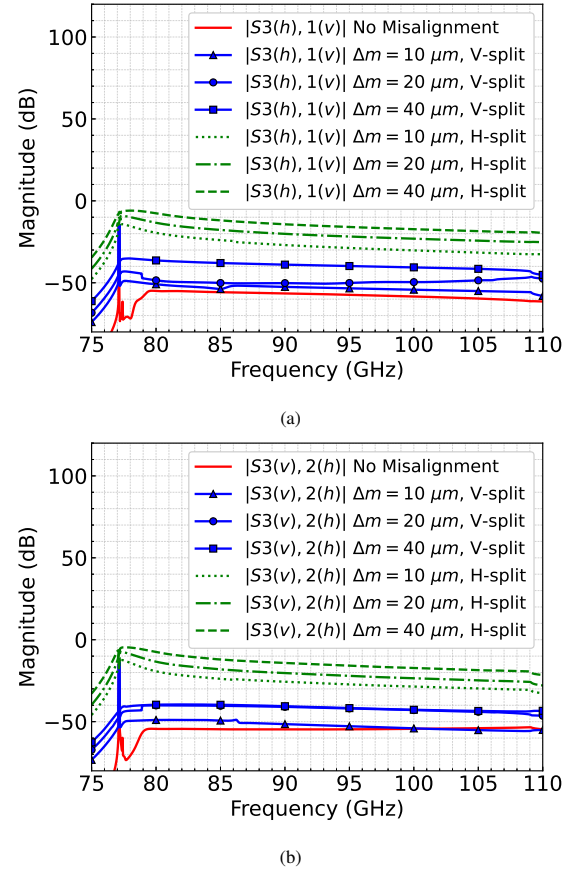 100
50
0
−50
Magnitude (dB)
|S3(h), 1(v)| No Misalignment
|S3(h), 1(v)| Δm = 10 μm, V-split
|S3(h), 1(v)| Δm = 20 μm, V-split
|S3(h), 1(v)| Δm = 40 μm, V-split
|S3(h), 1(v)| Δm = 10 μm, H-split
|S3(h), 1(v)| Δm = 20 μm, H-split
|S3(h), 1(v)| Δm = 40 μm, H-split
75 80 85 90 95 100 105 110
Frequency (GHz)
(a)
100
50
0
−50
Magnitude (dB)
|S3(v), 2(h)| No Misalignment
|S3(v), 2(h)| Δm = 10 μm, V-split
|S3(v), 2(h)| Δm = 20 μm, V-split
|S3(v), 2(h)| Δm = 40 μm, V-split
|S3(v), 2(h)| Δm = 10 μm, H-split
|S3(v), 2(h)| Δm = 20 μm, H-split
|S3(v), 2(h)| Δm = 40 μm, H-split
75 80 85 90 95 100 105 110
Frequency (GHz)
(b)